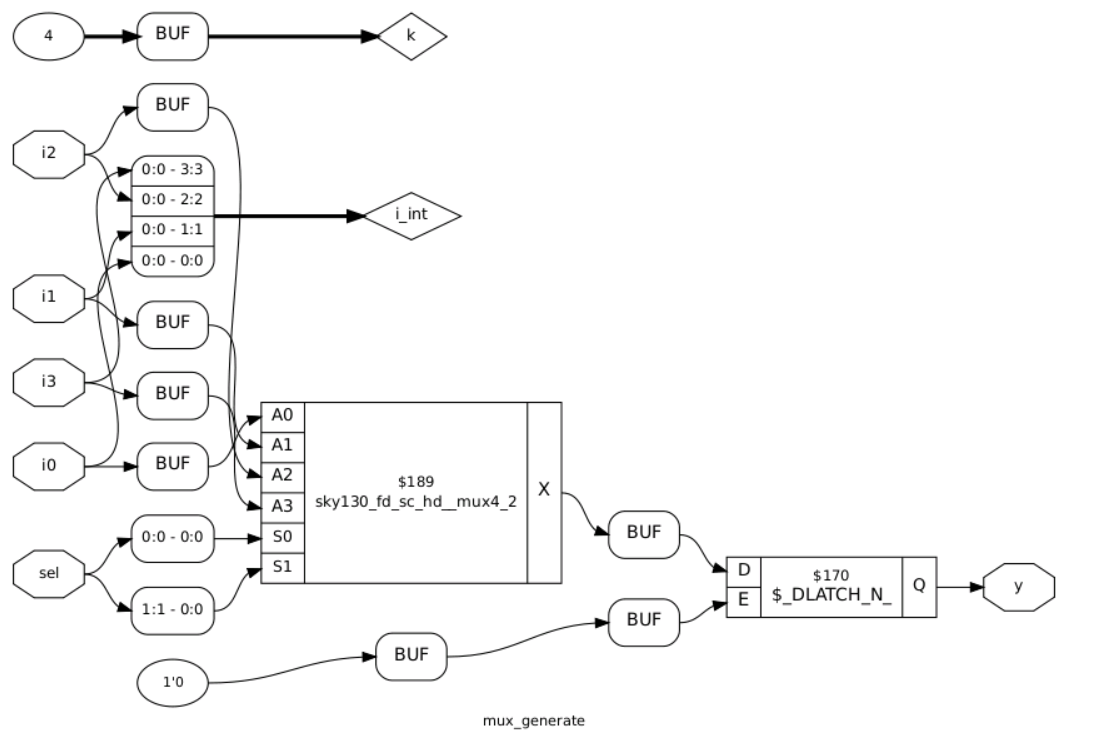 4
BUF
k
BUF
i2
0:0 - 3:3
0:0 - 2:2
i_int
0:0 - 1:1
0:0 - 0:0
i1
BUF
i3
BUF
i0
BUF
A0
A1
A2
A3
S0
S1
$189
sky130_fd_sc_hd__mux4_2
X
sel
0:0 - 0:0
1:1 - 0:0
BUF
D
E
$170
$_DLATCH_N_
Q
y
BUF
BUF
1'0
mux_generate